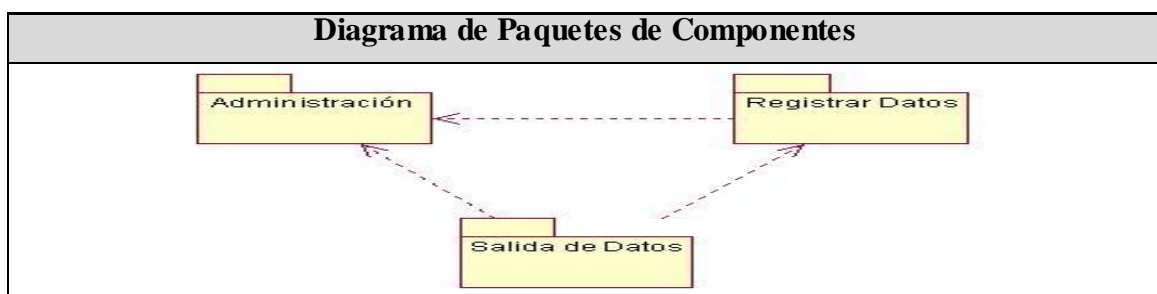 Diagrama de Paquetes de Componentes
Administración
Registrar Datos
Salida de Datos